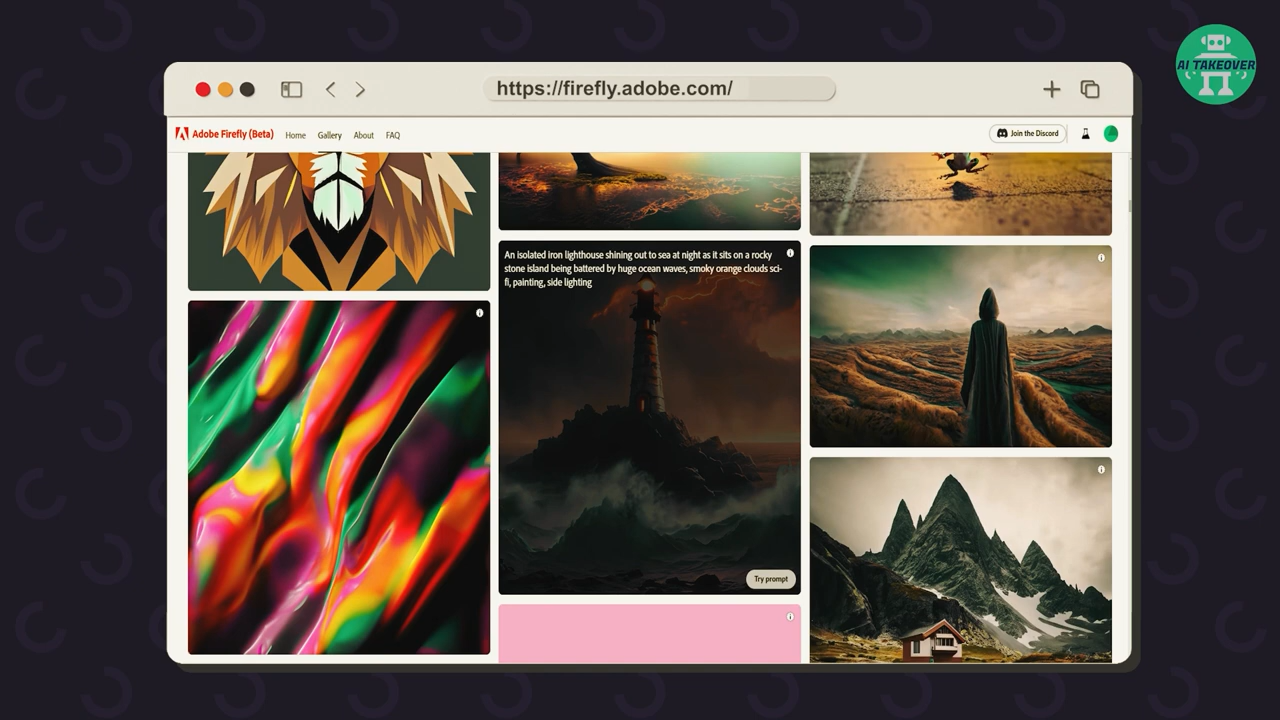 AI TAKEOVER
https://firefly.adobe.com/
Adobe Firefly (Beta)
Home
Gallery
About
FAQ
Join the Discord
An isolated iron lighthouse shining out to sea at night as it sits on a rocky
stone island being battered by huge ocean waves, smoky orange clouds sci-
fi, painting, side lighting
Try prompt